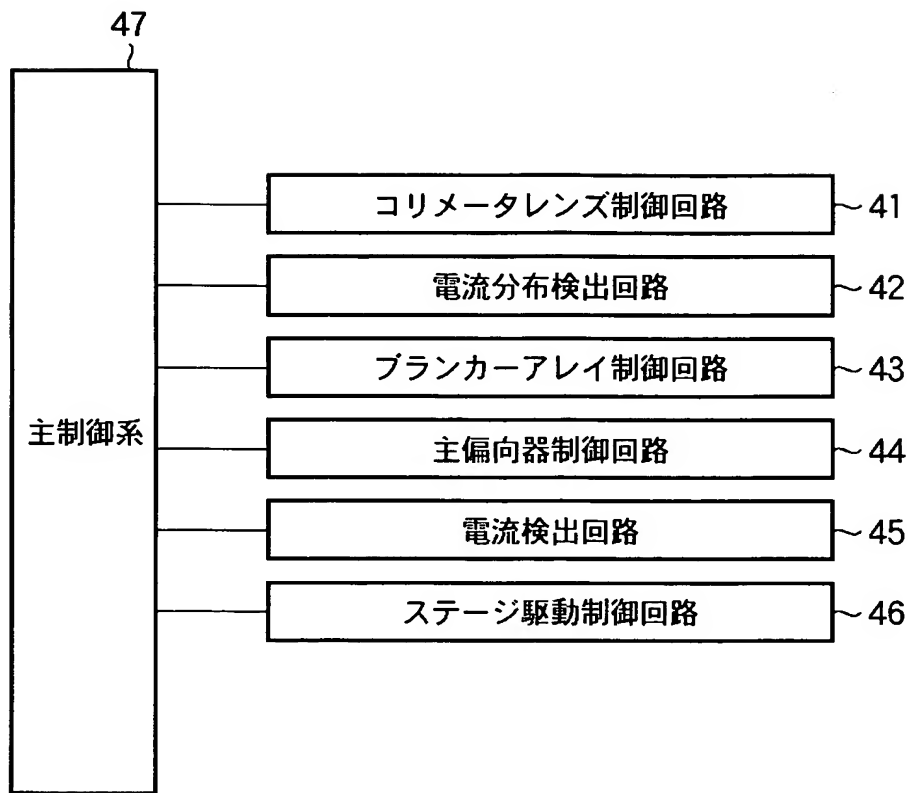 47
コリメータレンズ制御回路 41
電流分布検出回路 42
ブランカーアレイ制御回路 43
主制御系
主偏向器制御回路 44
電流検出回路 45
ステージ駆動制御回路 46